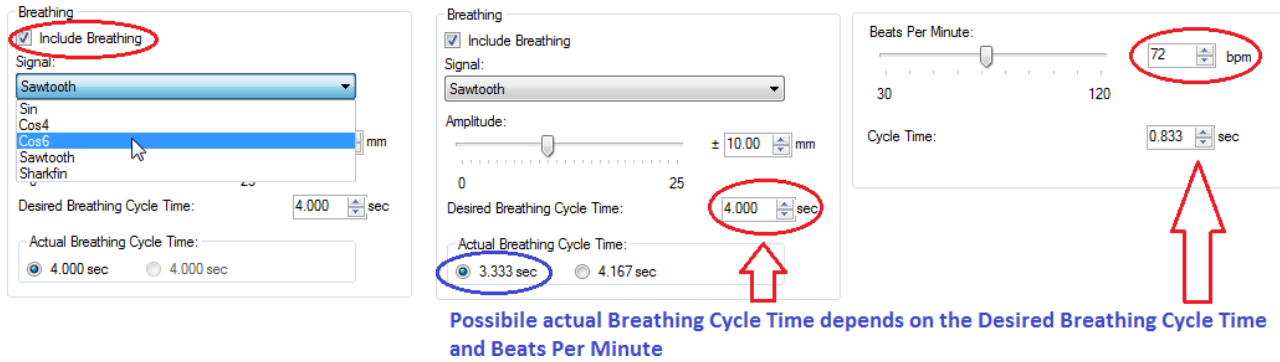 Breathing
Include Breathing
Signal:
Sawtooth
Sin
Cos4
Cos6
Sawtooth
Sharkfin
mm
0 25
Desired Breathing Cycle Time: 4.000 sec
Actual Breathing Cycle Time:
4.000 sec 4.000 sec
Breathing
Include Breathing
Signal:
Sawtooth
Amplitude:
± 10.00 mm
0 25
Desired Breathing Cycle Time: 4.000 sec
Actual Breathing Cycle Time:
3.333 sec 4.167 sec
Beats Per Minute:
72 bpm
30 120
Cycle Time: 0.833 sec
Possibile actual Breathing Cycle Time depends on the Desired Breathing Cycle Time
and Beats Per Minute